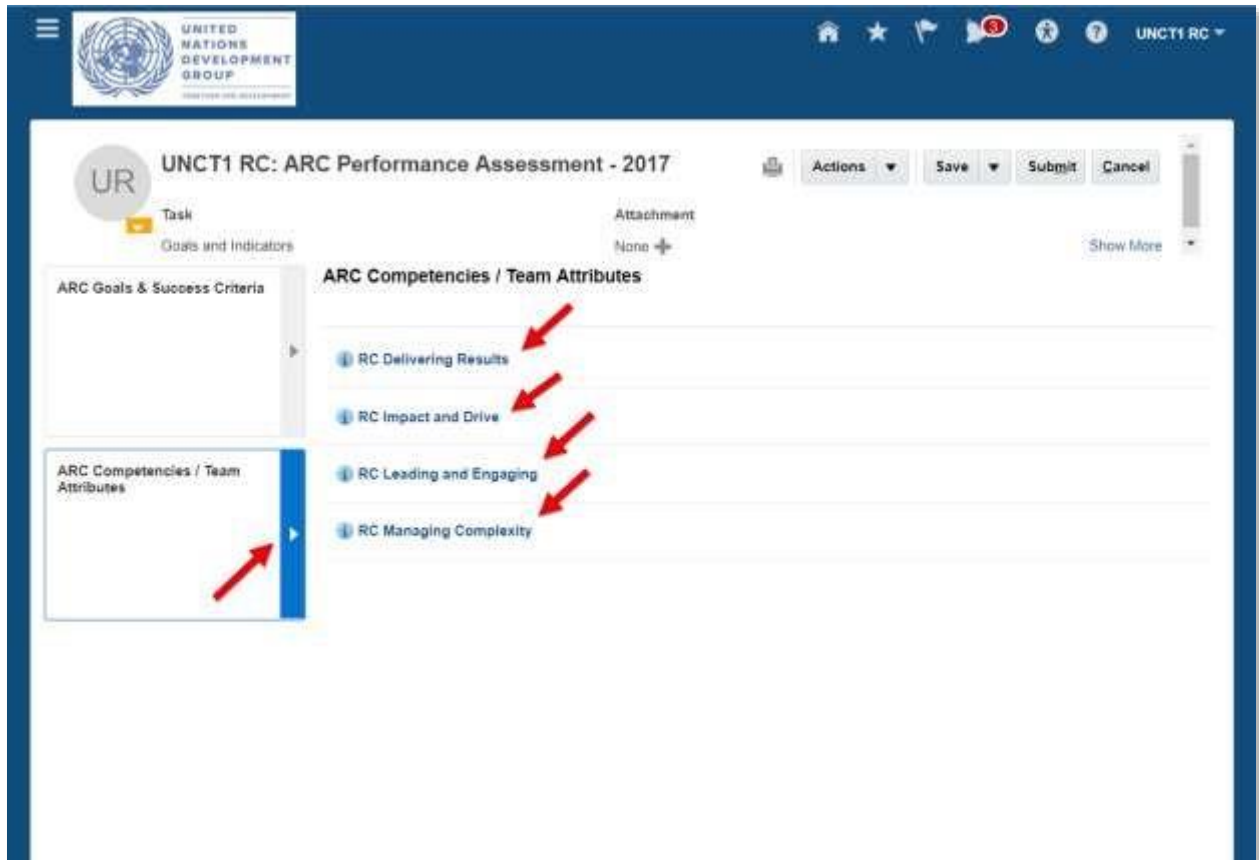 UNITED
NATIONS
DEVELOPMENT
GROUP
3
UNCT1 RC
UR
UNCT1 RC: ARC Performance Assessment - 2017
Actions
Save
Submit
Cancel
Task
Attachment
Goals and Indicators
None
Show More
ARC Goals & Success Criteria
ARC Competencies / Team Attributes
RC Delivering Results
RC Impact and Drive
ARC Competencies / Team
Attributes
RC Leading and Engaging
RC Managing Complexity